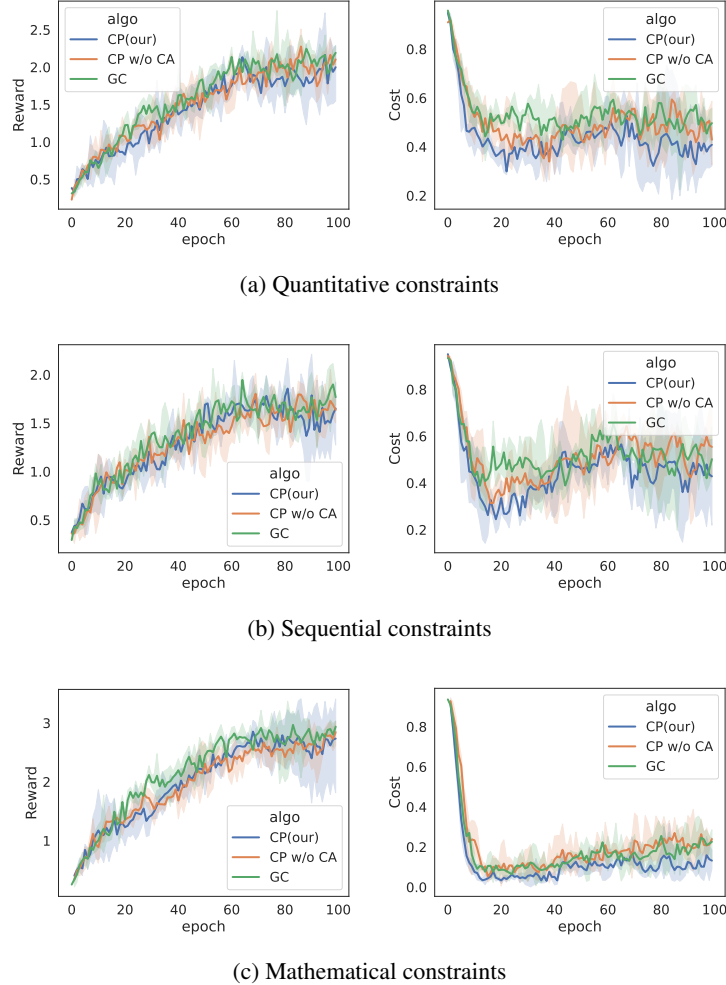 algo
CP(our)
CP w/o CA
GC
Reward
2.5
2.0
1.5
1.0
0.5
0 20 40 60 80 100
epoch
algo
CP(our)
CP w/o CA
GC
Cost
0.8
0.6
0.4
0.2
0 20 40 60 80 100
epoch
(a) Quantitative constraints
Reward
2.0
1.5
1.0
0.5
algo
CP(our)
CP w/o CA
GC
0 20 40 60 80 100
epoch
algo
CP(our)
CP w/o CA
GC
Cost
0.8
0.6
0.4
0.2
0 20 40 60 80 100
epoch
(b) Sequential constraints
Reward
3
2
1
algo
CP(our)
CP w/o CA
GC
0 20 40 60 80 100
epoch
algo
CP(our)
CP w/o CA
GC
Cost
0.8
0.6
0.4
0.2
0.0
0 20 40 60 80 100
epoch
(c) Mathematical constraints